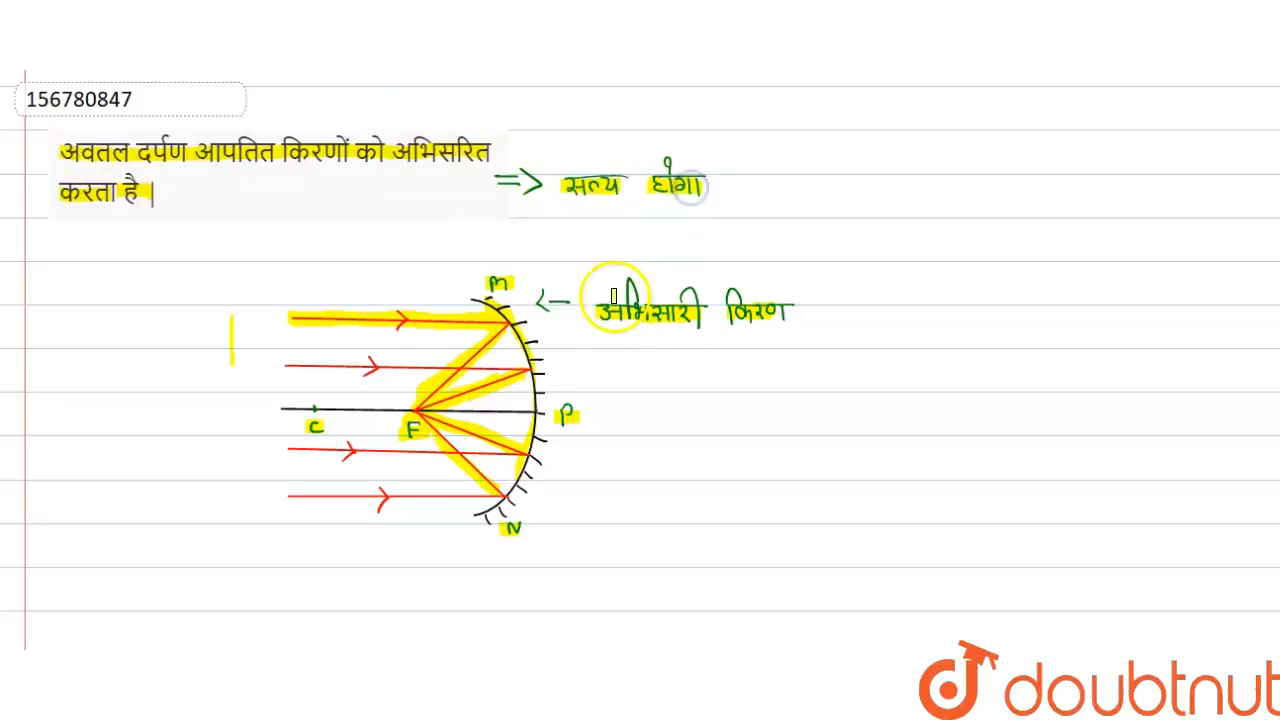 156780847
अवतल दर्पण आपतित किरणों को अभिसरित
करता है |
=> सत्य होगा
M
<- अभिसारी किरण
C
F
P
N
doubtnut